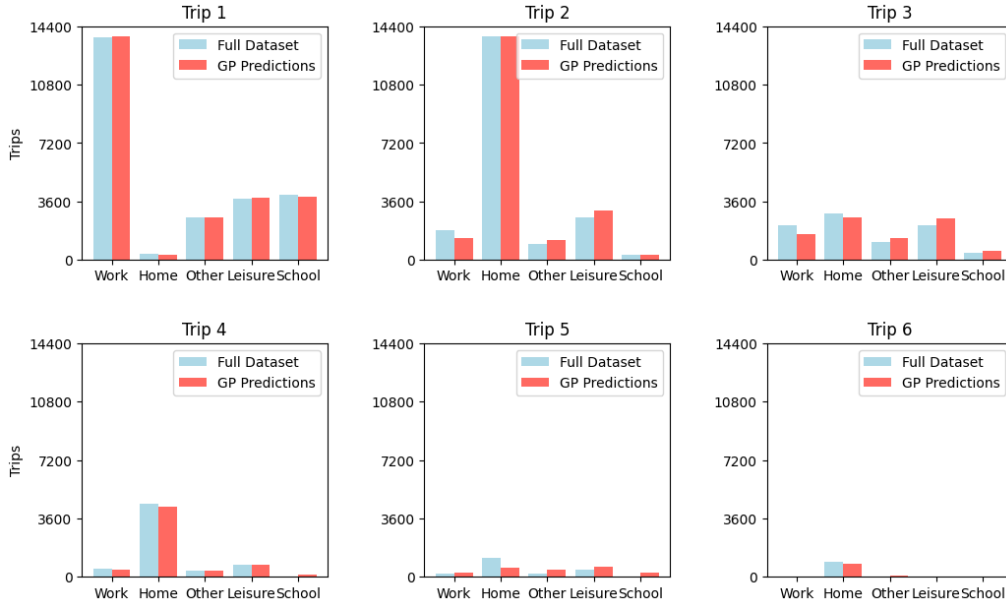 Trip 1
14400
10800
7200
3600
0
Trips
Full Dataset
GP Predictions
Work Home Other Leisure School
Trip 2
14400
10800
7200
3600
0
Full Dataset
GP Predictions
Work Home Other Leisure School
Trip 3
14400
10800
7200
3600
0
Full Dataset
GP Predictions
Work Home Other Leisure School
Trip 4
14400
10800
7200
3600
0
Trips
Full Dataset
GP Predictions
Work Home Other Leisure School
Trip 5
14400
10800
7200
3600
0
Full Dataset
GP Predictions
Work Home Other Leisure School
Trip 6
14400
10800
7200
3600
0
Full Dataset
GP Predictions
Work Home Other Leisure School